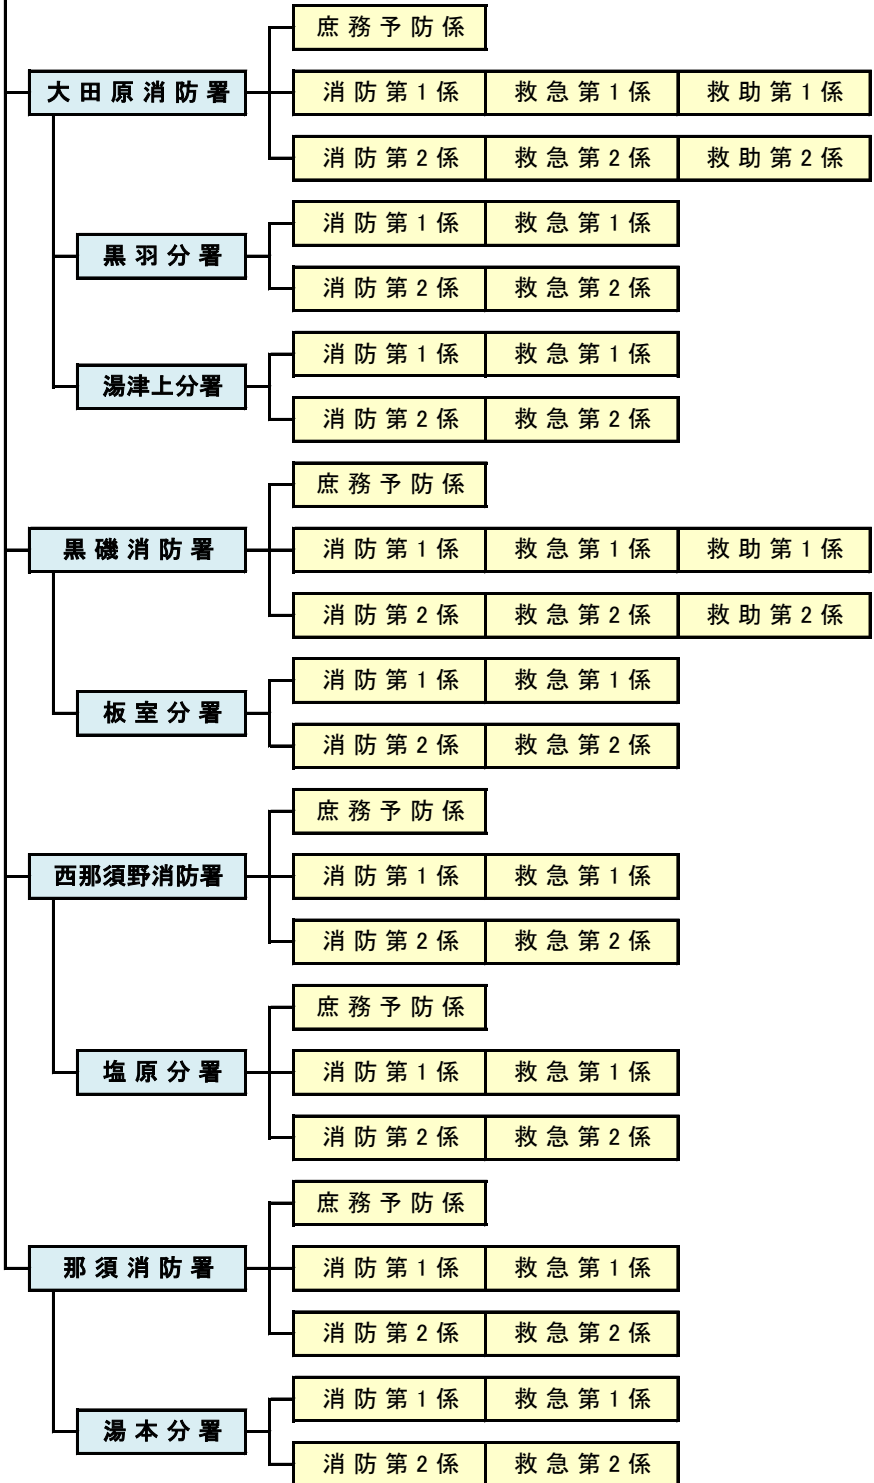 庶務予防係
大田原消防署 消防第1係 救急第1係 救助第1係
消防第2係 救急第2係 救助第2係
消防第1係 救急第1係
黒羽分署
消防第2係 救急第2係
消防第1係 救急第1係
湯津上分署
消防第2係 救急第2係
庶務予防係
黒磯消防署 消防第1係 救急第1係 救助第1係
消防第2係 救急第2係 救助第2係
消防第1係 救急第1係
板室分署
消防第2係 救急第2係
庶務予防係
西那須野消防署 消防第1係 救急第1係
消防第2係 救急第2係
庶務予防係
塩原分署 消防第1係 救急第1係
消防第2係 救急第2係
庶務予防係
那須消防署 消防第1係 救急第1係
消防第2係 救急第2係
消防第1係 救急第1係
湯本分署
消防第2係 救急第2係